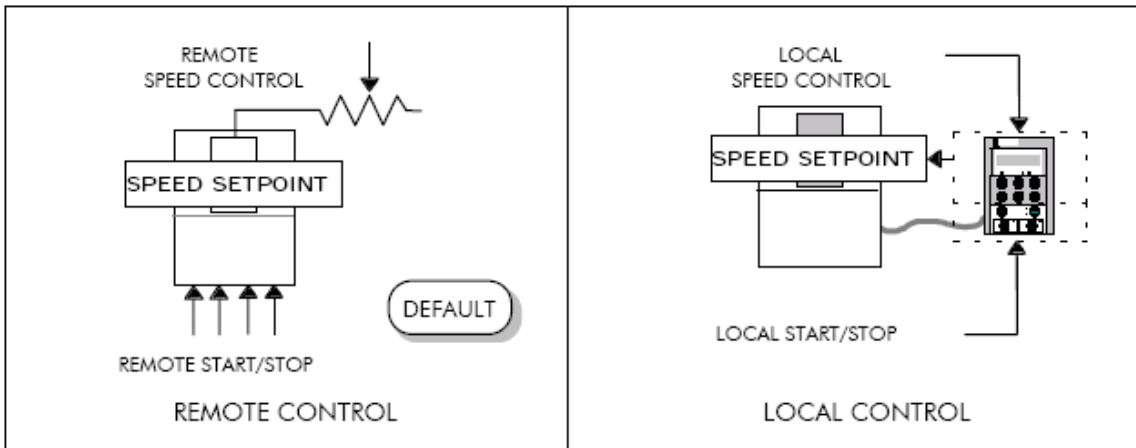 REMOTE
SPEED CONTROL
SPEED SETPOINT
DEFAULT
REMOTE START/STOP
REMOTE CONTROL
LOCAL
SPEED CONTROL
SPEED SETPOINT
LOCAL START/STOP
LOCAL CONTROL